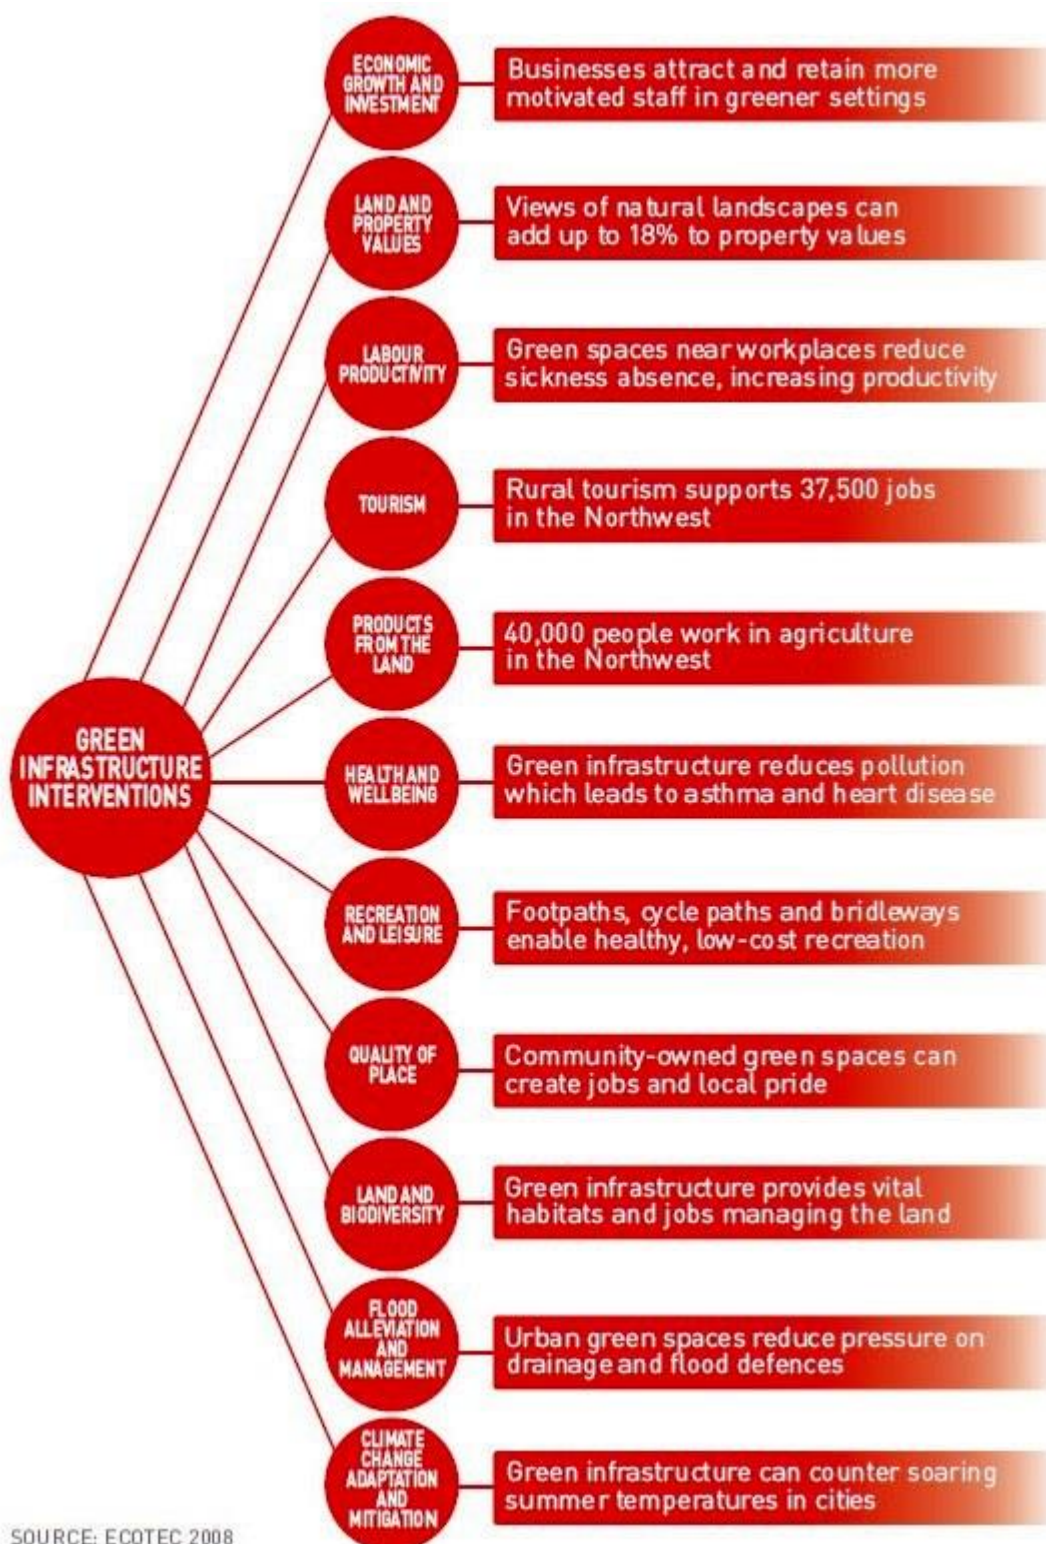 ECONOMIC
GROWTH AND
INVESTMENT
Businesses attract and retain more
motivated staff in greener settings
LAND AND
PROPERTY
VALUES
Views of natural landscapes can
add up to 18% to property values
LABOUR
PRODUCTIVITY
Green spaces near workplaces reduce
sickness absence, increasing productivity
TOURISM
Rural tourism supports 37,500 jobs
in the Northwest
PRODUCTS
FROM THE
LAND
40,000 people work in agriculture
in the Northwest
GREEN
INFRASTRUCTURE
INTERVENTIONS
HEALTH AND
WELLBEING
Green infrastructure reduces pollution
which leads to asthma and heart disease
RECREATION
AND LEISURE
Footpaths, cycle paths and bridleways
enable healthy, low-cost recreation
QUALITY OF
PLACE
Community-owned green spaces can
create jobs and local pride
LAND AND
BIODIVERSITY
Green infrastructure provides vital
habitats and jobs managing the land
FLOOD
ALLEVIATION
AND
MANAGEMENT
Urban green spaces reduce pressure on
drainage and flood defences
CLIMATE
CHANGE
ADAPTATION
AND
MITIGATION
Green infrastructure can counter soaring
summer temperatures in cities
SOURCE: ECOTEC 2008